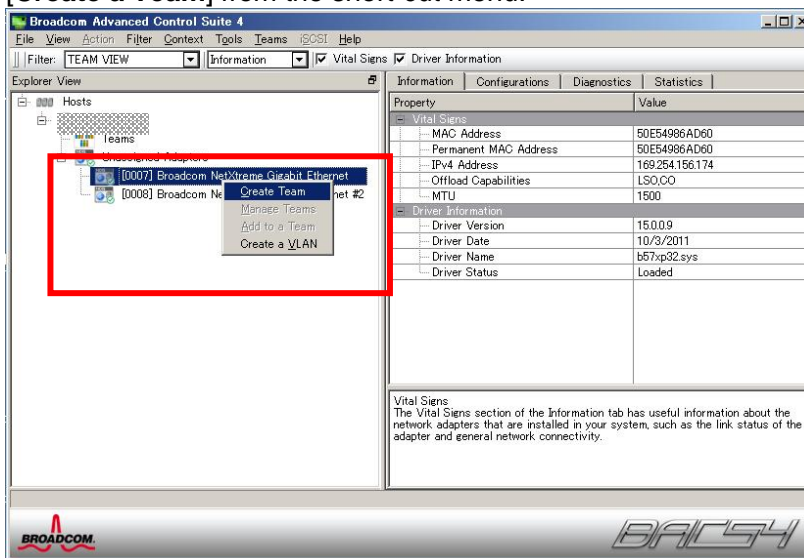 [Create a Team] from the short-cut menu.
Broadcom Advanced Control Suite 4
File View Action Filter Context Tools Teams iSCSI Help
Filter: TEAM VIEW Information Vital Signs Driver Information
Explorer View
Hosts
Teams
Unassigned Adapters
[0007] Broadcom NetXtreme Gigabit Ethernet
[0008] Broadcom Ne
net #2
Create Team
Manage Teams
Add to a Team
Create a VLAN
Information Configurations Diagnostics Statistics
Property Value
Vital Signs
MAC Address 50E54986AD60
Permanent MAC Address 50E54986AD60
IPv4 Address 169.254.156.174
Offload Capabilities LSO,CO
MTU 1500
Driver Information
Driver Version 15.0.0.9
Driver Date 10/3/2011
Driver Name b57xp32.sys
Driver Status Loaded
Vital Signs
The Vital Signs section of the Information tab has useful information about the
network adapters that are installed in your system, such as the link status of the
adapter and general network connectivity.
BROADCOM.
BACS4